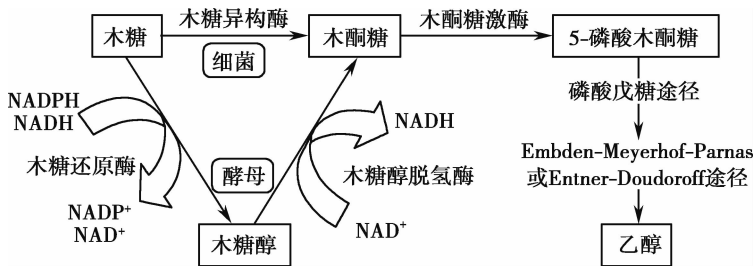 木糖
木糖异构酶
细菌
木酮糖
木酮糖激酶
5-磷酸木酮糖
磷酸戊糖途径
NADPH
NADH
木糖还原酶
NADP⁺
NAD⁺
酵母
木糖醇
NADH
木糖醇脱氢酶
NAD⁺
Embden-Meyerhof-Parnas
或Entner-Doudoroff途径
乙醇